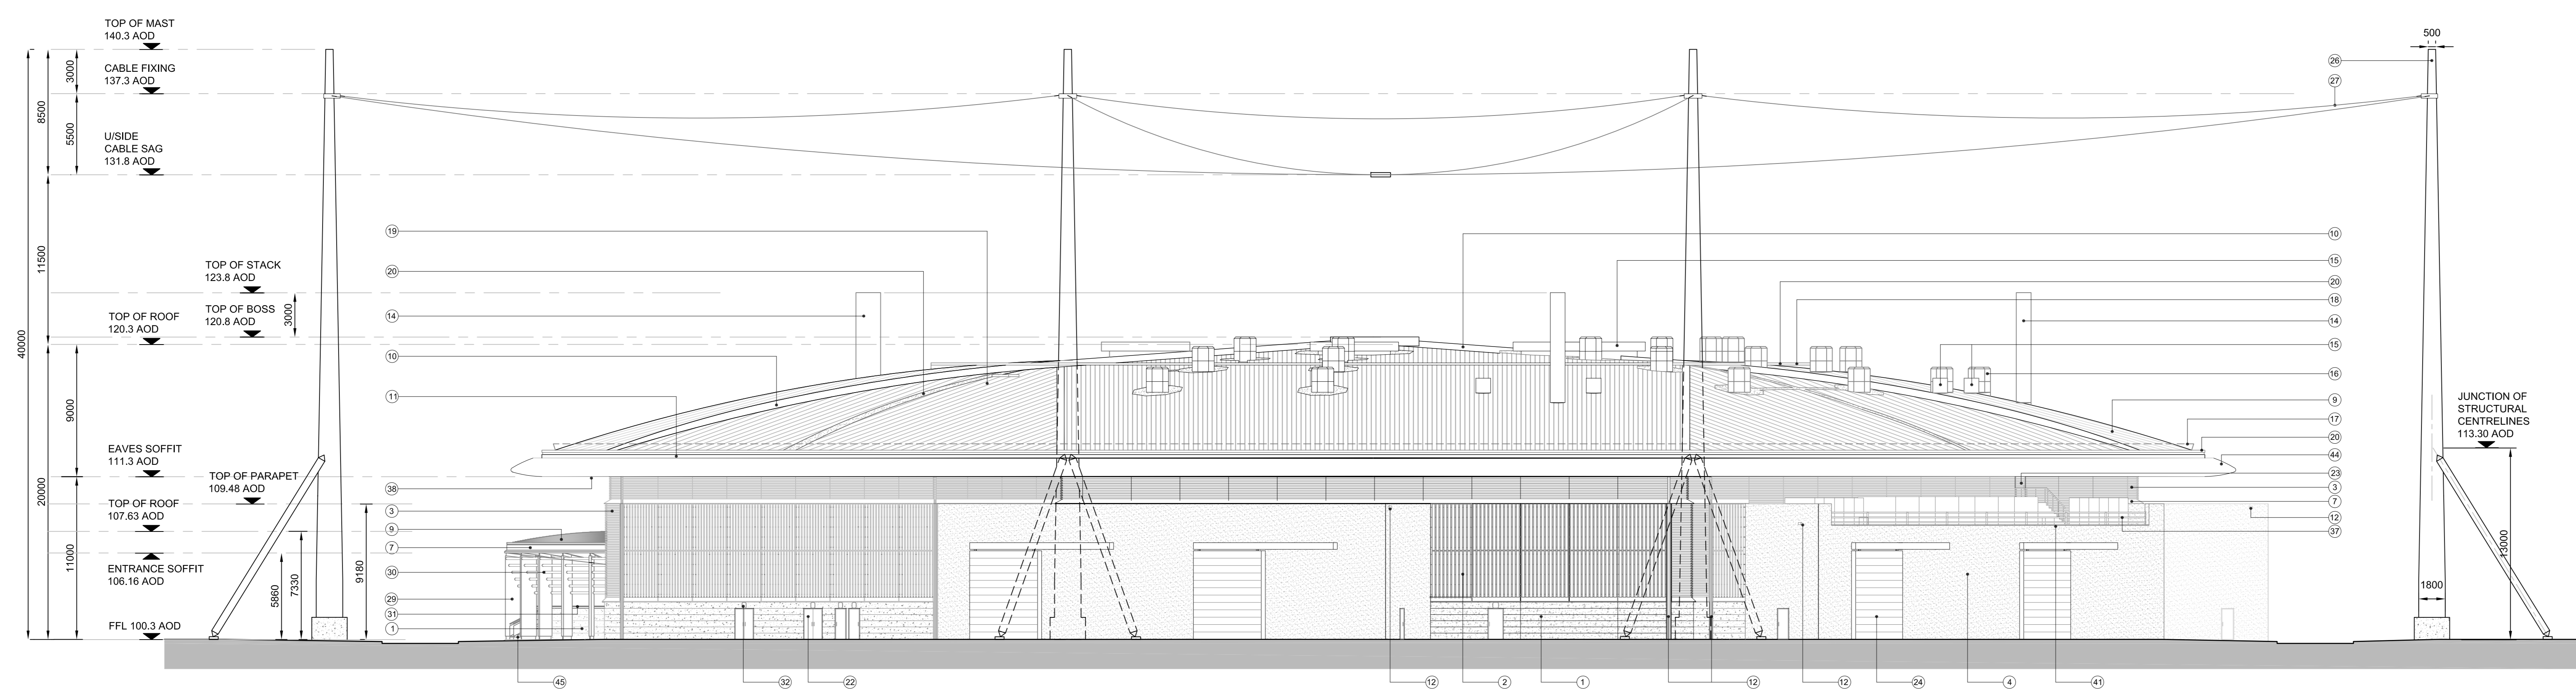 TOP OF MAST
140.3 AOD
CABLE FIXING
137.3 AOD
U/SIDE
CABLE SAG
131.8 AOD
TOP OF STACK
123.8 AOD
TOP OF BOSS
120.8 AOD
TOP OF ROOF
120.3 AOD
EAVES SOFFIT
111.3 AOD
TOP OF PARAPET
109.48 AOD
TOP OF ROOF
107.63 AOD
ENTRANCE SOFFIT
106.16 AOD
FFL 100.3 AOD
40000
8500
11500
20000
3000
5500
9000
11000
3000
5860
7330
9180
19
20
14
10
11
38
3
9
7
30
29
31
1
45
32
22
12
2
1
12
12
24
4
41
500
26
27
10
15
20
18
14
15
16
9
17
20
44
23
3
7
12
37
JUNCTION OF
STRUCTURAL
CENTRELINES
113.30 AOD
13000
1800